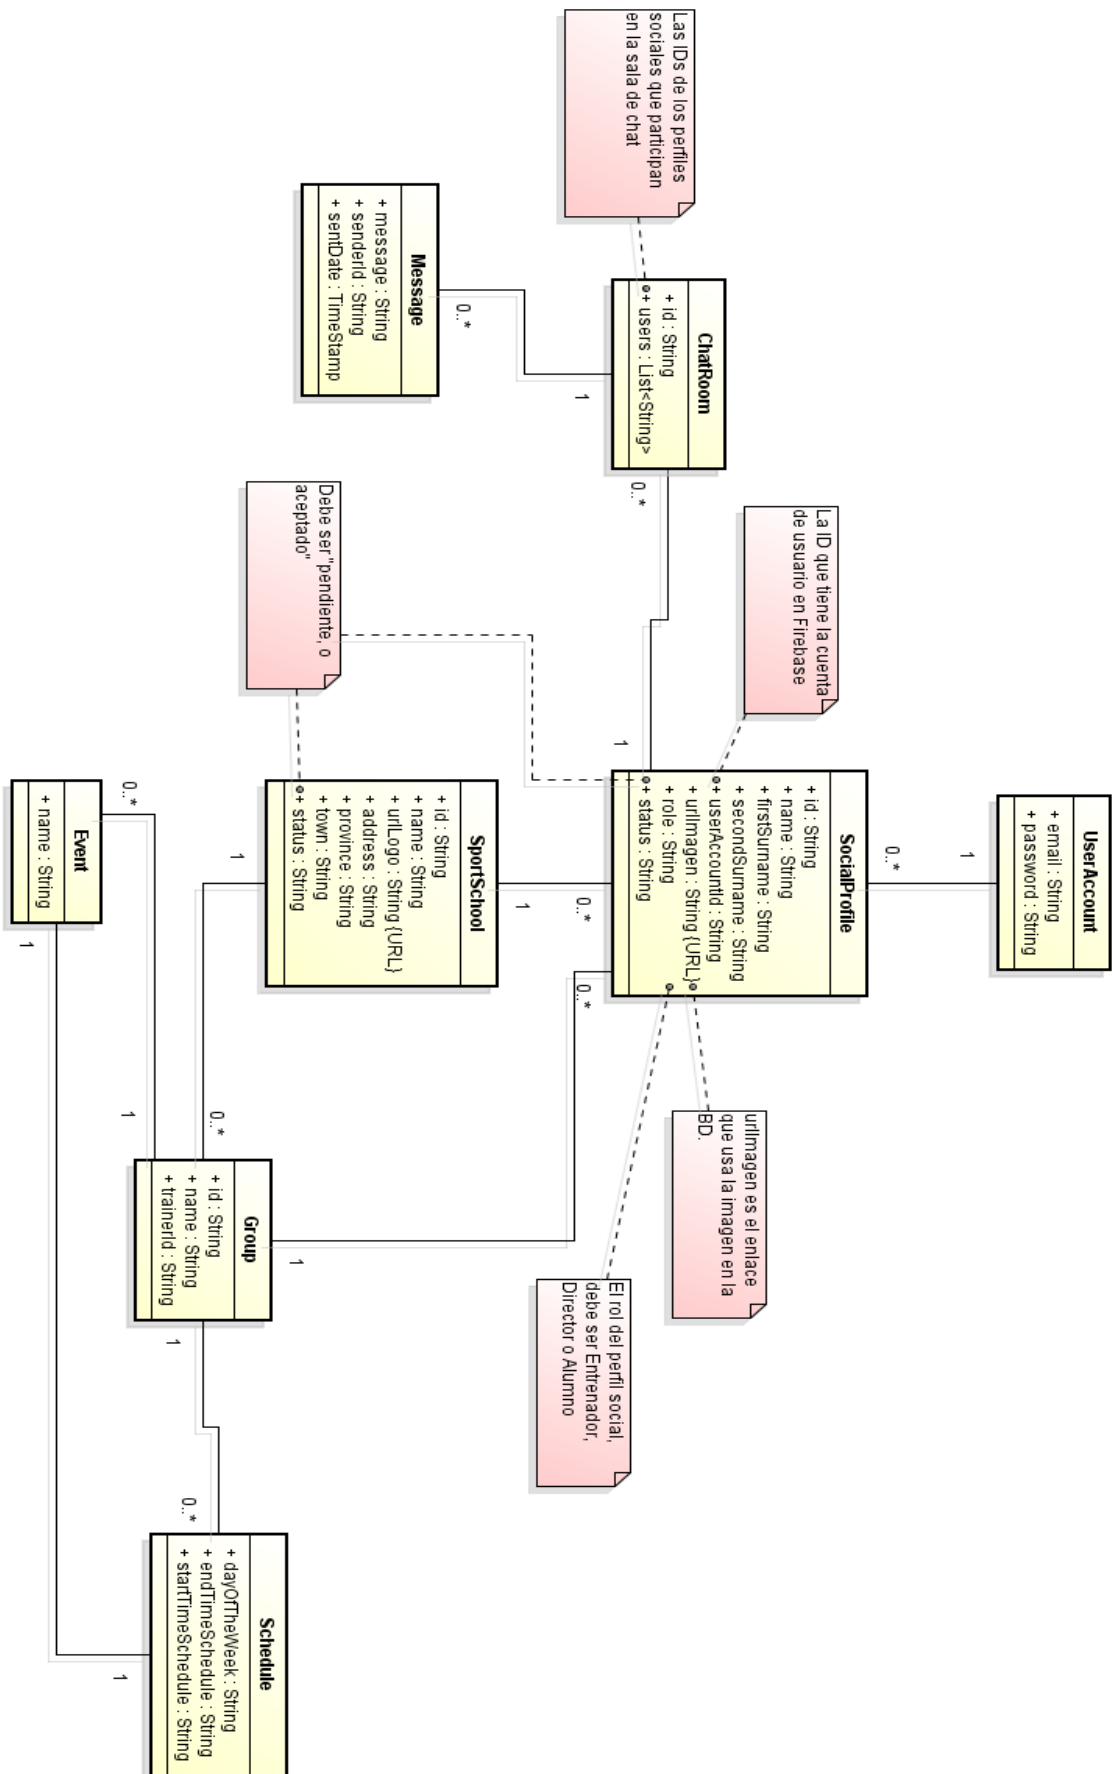 Las IDs de los perfiles
sociales que participan
en la sala de chat
ChatRoom
+ id : String
+ users : List<String>
0..*
1
Message
+ message : String
+ senderId : String
+ sentDate : TimeStamp
0..*
1
La ID que tiene la cuenta
de usuario en Firebase
UserAccount
+ email : String
+ password : String
1
0..*
SocialProfile
+ id : String
+ name : String
+ firstSurname : String
+ secondSurname : String
+ userAccountId : String
+ urlImagen : String {URL}
+ role : String
+ status : String
urlImagen es el enlace
que usa la imagen en la
BD.
El rol del perfil social,
debe ser Entrenador,
Director o Alumno
Debe ser "pendiente, o
aceptado"
0..*
1
SportSchool
+ id : String
+ name : String
+ urlLogo : String {URL}
+ address : String
+ province : String
+ town : String
+ status : String
0..*
1
1
0..*
Group
+ id : String
+ name : String
+ trainerId : String
1
0..*
Schedule
+ dayOfTheWeek : String
+ endTimeSchedule : String
+ startTimeSchedule : String
0..*
1
Event
+ name : String
1
1